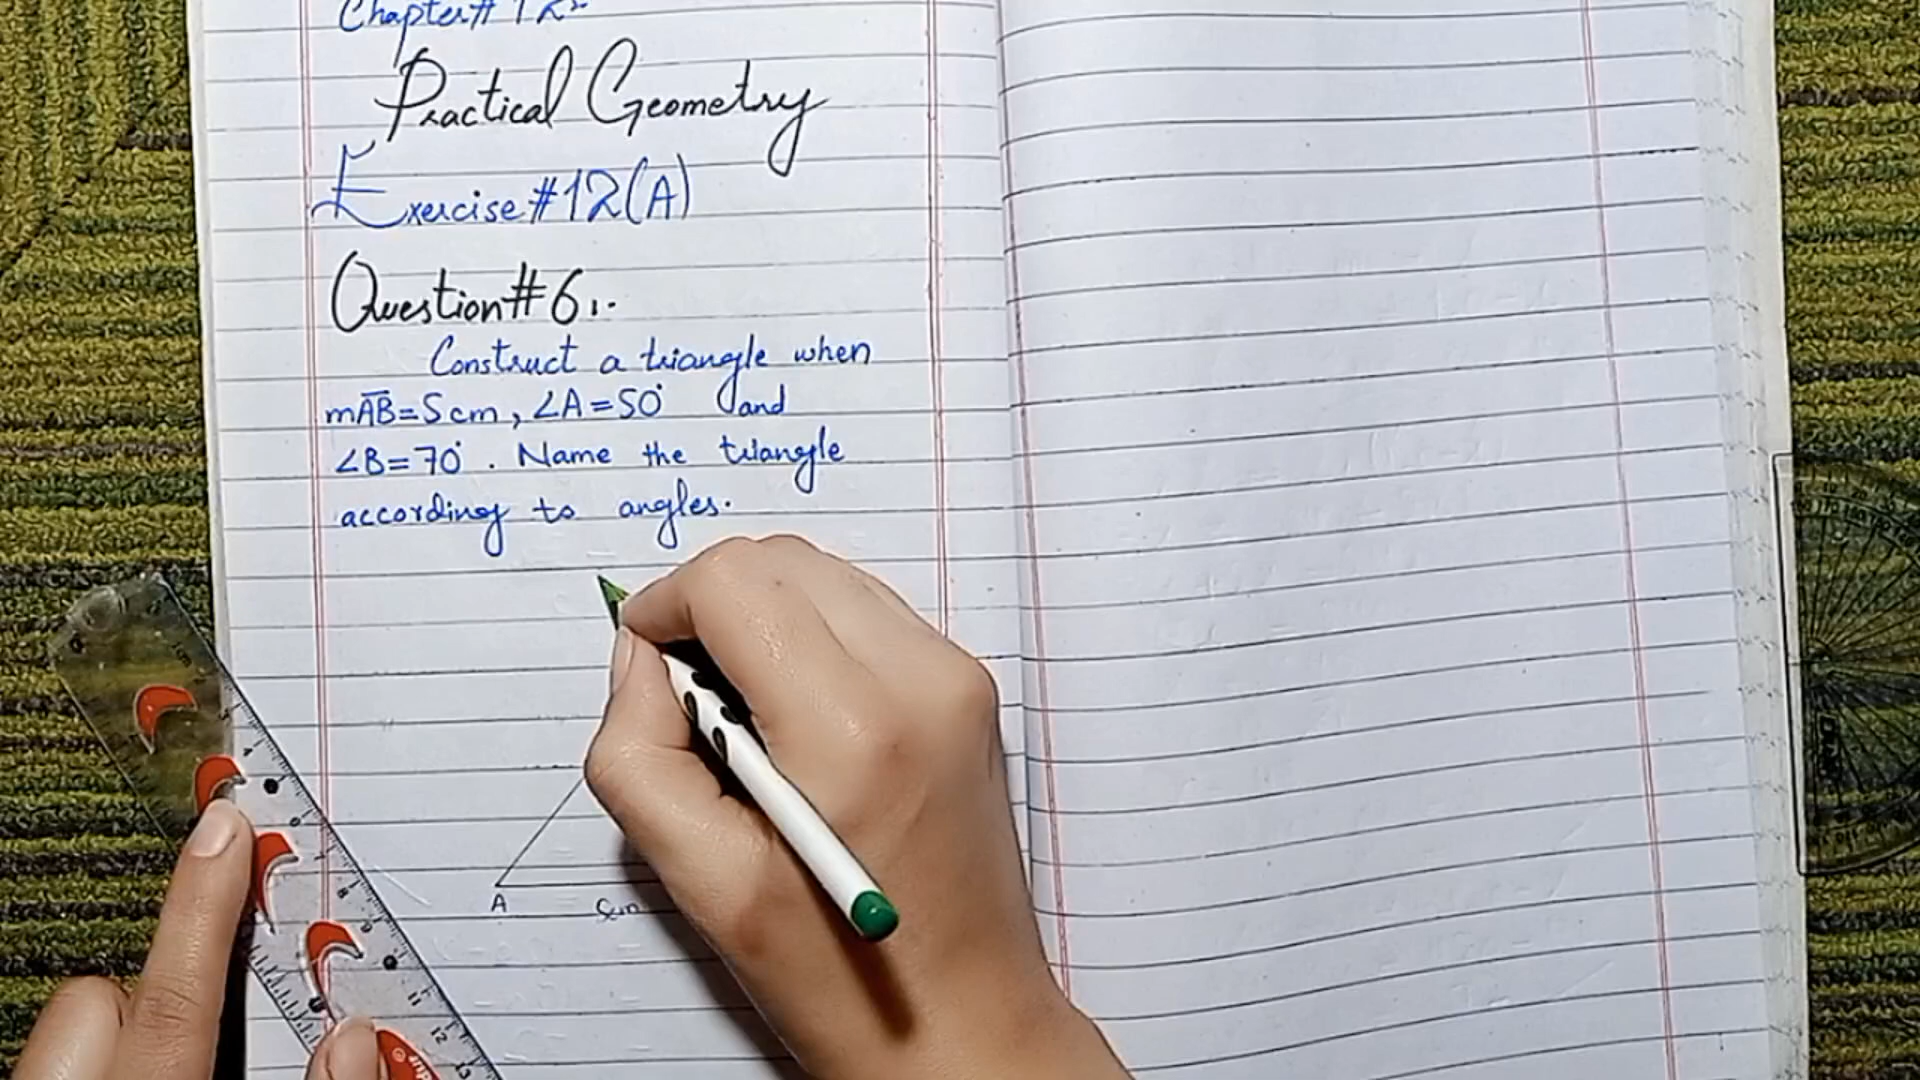 Chapter# 12:-
Practical Geometry
Exercise#12(A)
Question#6:-
Construct a triangle when
mAB=5cm, ∠A=50° and
∠B=70°. Name the triangle
according to angles.
A
5cm